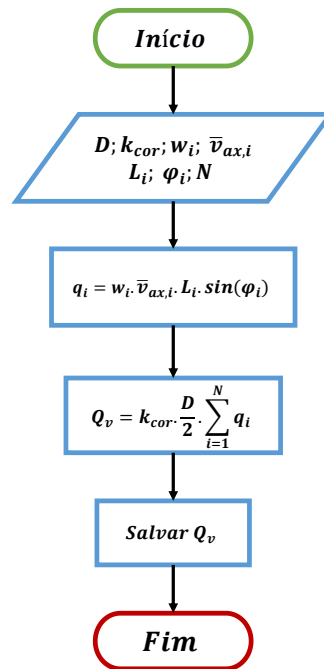 Início
D; k_cor; w_i; v̅_ax,i
L_i; φ_i; N
q_i = w_i. v̅_ax,i. L_i. sin(φ_i)
Q_v = k_cor. D/2. ∑_{i=1}^{N} q_i
Salvar Q_v
Fim